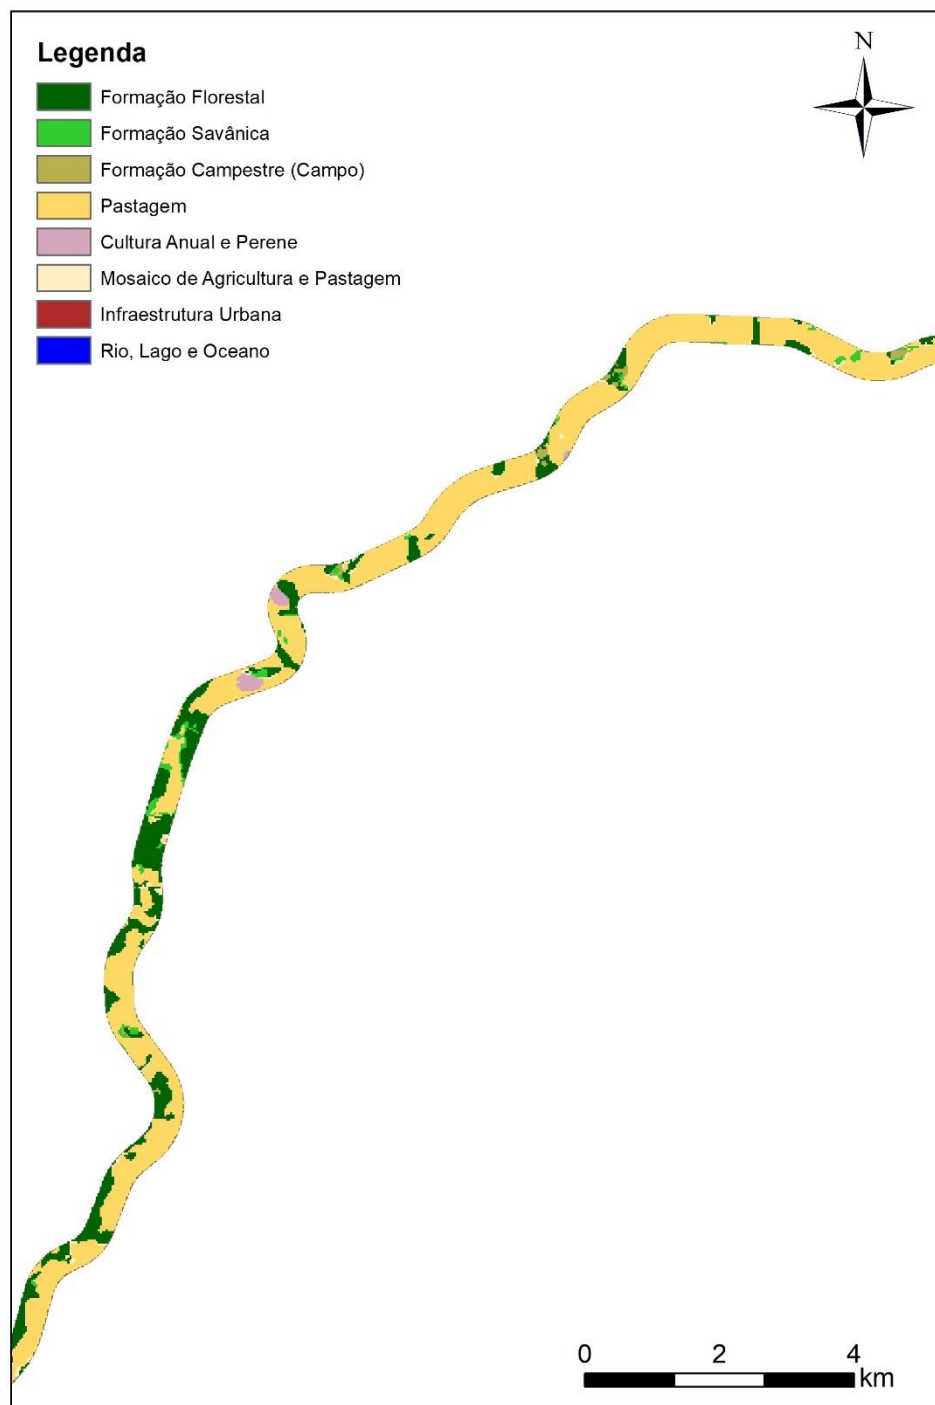 Legenda
N
Formação Florestal
Formação Savânica
Formação Campestre (Campo)
Pastagem
Cultura Anual e Perene
Mosaico de Agricultura e Pastagem
Infraestrutura Urbana
Rio, Lago e Oceano
0 2 4
km